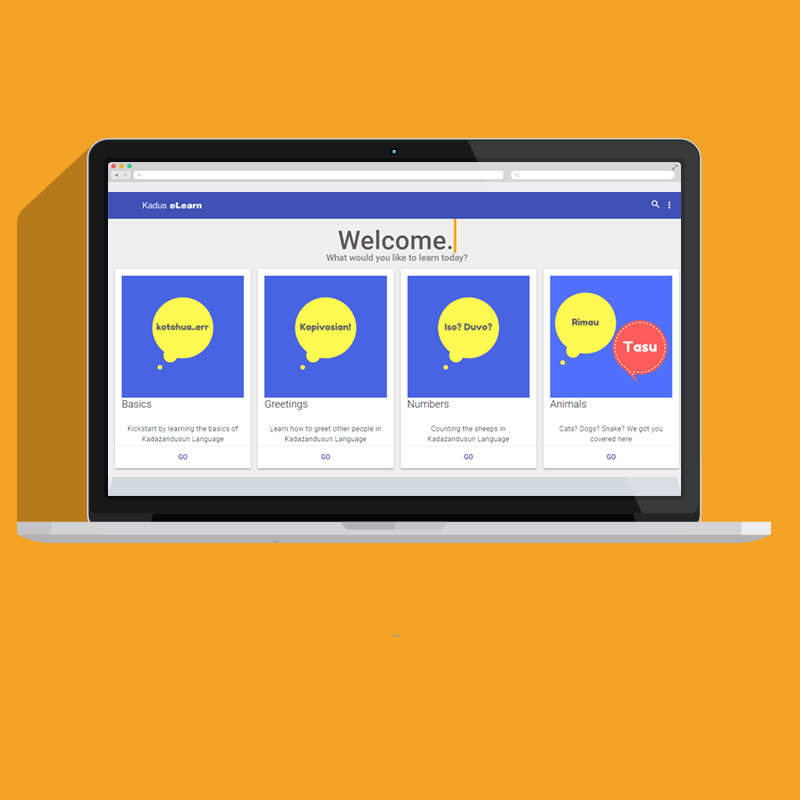 Kadus eLearn
Welcome.
What would you like to learn today?
kotohua..err
Basics
Kickstart by learning the basics of
Kadazandusun Language
GO
Kopivosian!
Greetings
Learn how to greet other people in
Kadazandusun Language
GO
Iso? Duvo?
Numbers
Counting the sheeps in
Kadazandusun Language
GO
Rimau
Tasu
Animals
Cats? Dogs? Snake? We got you
covered here
GO